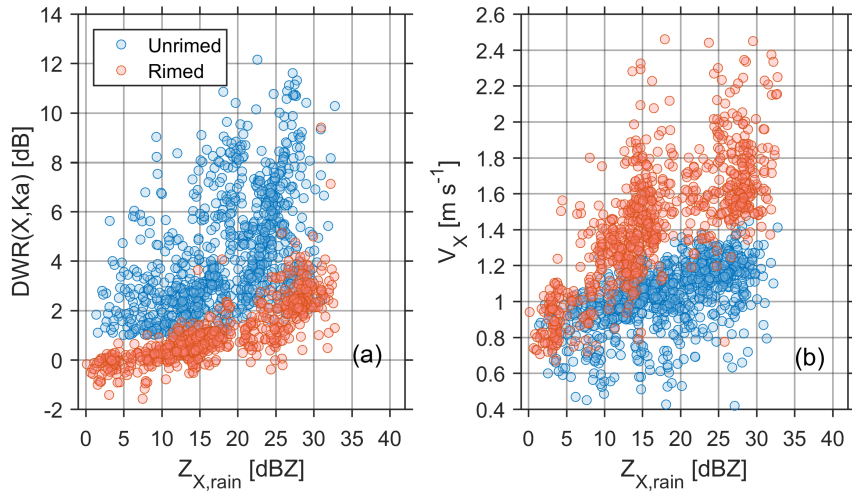 14
12
10
8
6
4
2
0
-2
DWR(X,Ka) [dB]
Unrimed
Rimed
(a)
0 5 10 15 20 25 30 35 40
Z_X,rain [dBZ]
2.6
2.4
2.2
2
1.8
1.6
1.4
1.2
1
0.8
0.6
0.4
V_X [m s⁻¹]
(b)
0 5 10 15 20 25 30 35 40
Z_X,rain [dBZ]